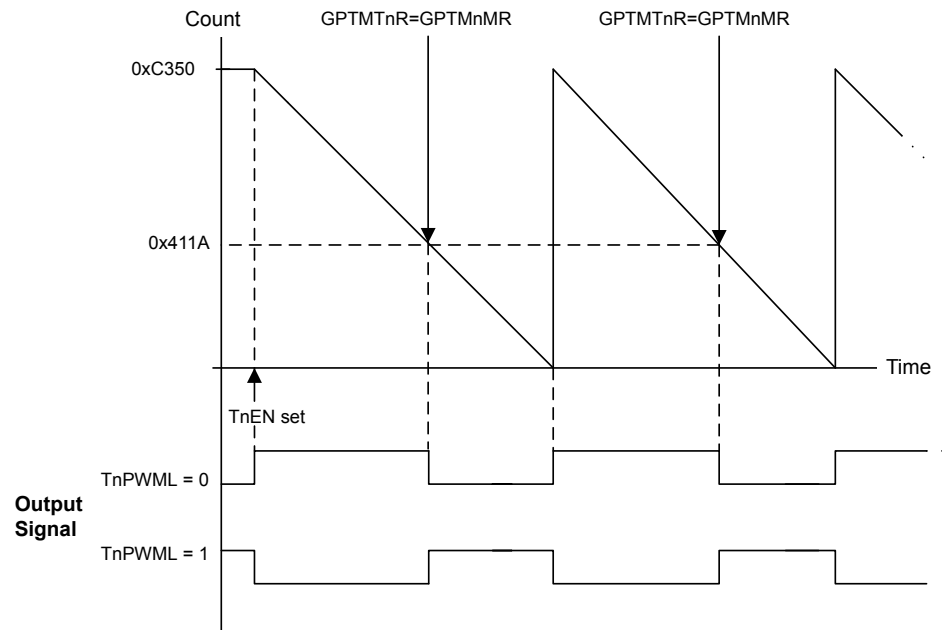 Count
GPTMTnR=GPTMnMR
GPTMTnR=GPTMnMR
0xC350
0x411A
Time
TnEN set
TnPWML = 0
Output
Signal
TnPWML = 1